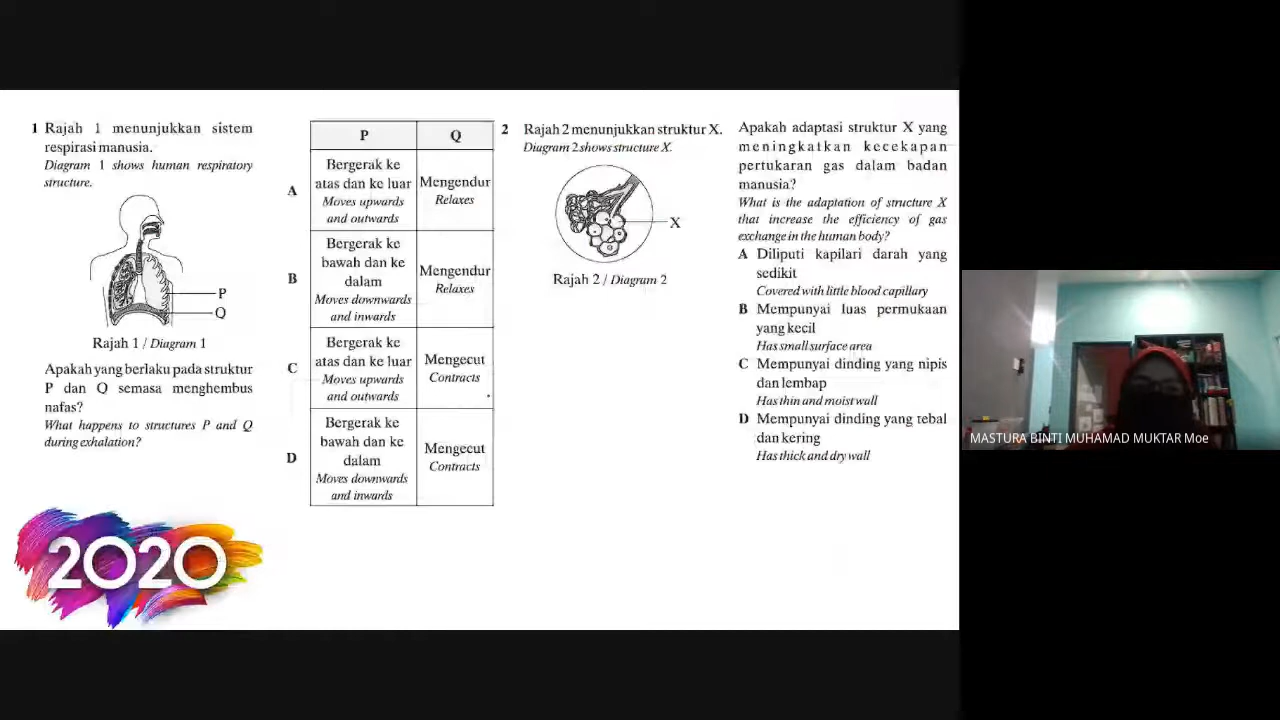 1 Rajah 1 menunjukkan sistem
respirasi manusia.
Diagram 1 shows human respiratory
structure.
P
Q
Rajah 1 / Diagram 1
Apakah yang berlaku pada struktur
P dan Q semasa menghembus
nafas?
What happens to structures P and Q
during exhalation?
P
Q
A
Bergerak ke
atas dan ke luar
Moves upwards
and outwards
Mengendur
Relaxes
B
Bergerak ke
bawah dan ke
dalam
Moves downwards
and inwards
Mengendur
Relaxes
C
Bergerak ke
atas dan ke luar
Moves upwards
and outwards
Mengecut
Contracts
D
Bergerak ke
bawah dan ke
dalam
Moves downwards
and inwards
Mengecut
Contracts
2 Rajah 2 menunjukkan struktur X.
Diagram 2 shows structure X.
X
Rajah 2 / Diagram 2
Apakah adaptasi struktur X yang
meningkatkan kecekapan
pertukaran gas dalam badan
manusia?
What is the adaptation of structure X
that increase the efficiency of gas
exchange in the human body?
A Diliputi kapilari darah yang
sedikit
Covered with little blood capillary
B Mempunyai luas permukaan
yang kecil
Has small surface area
C Mempunyai dinding yang nipis
dan lembap
Has thin and moist wall
D Mempunyai dinding yang tebal
dan kering
Has thick and dry wall
2020
MASTURA BINTI MUHAMAD MUKTAR Moe